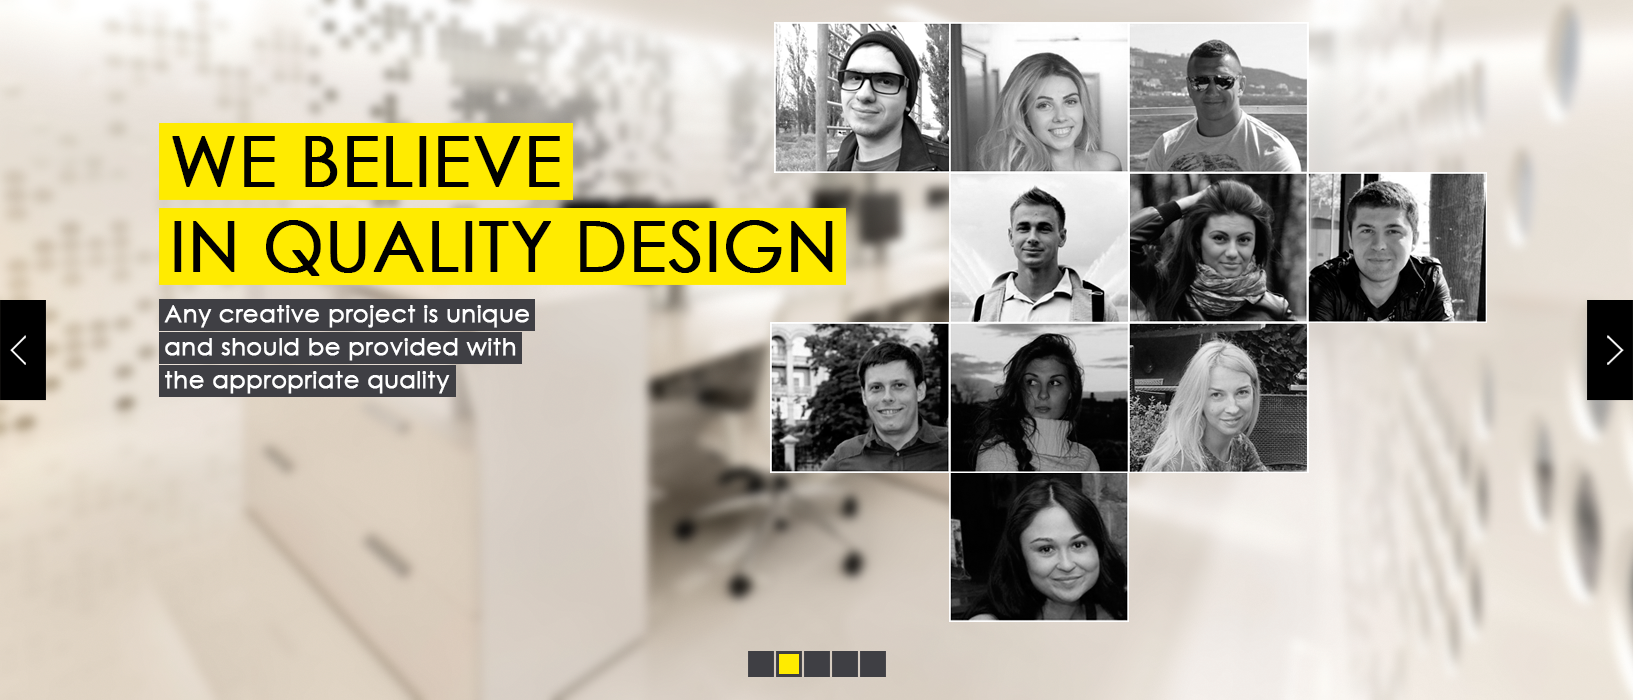 WE BELIEVE
IN QUALITY DESIGN
Any creative project is unique
and should be provided with
the appropriate quality